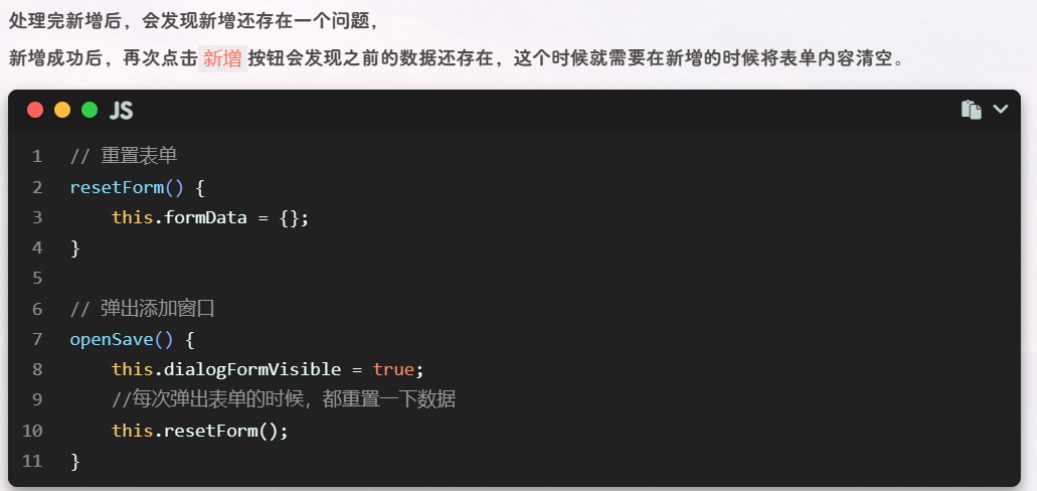 处理完新增后，会发现新增还存在一个问题，
新增成功后，再次点击 新增 按钮会发现之前的数据还存在，这个时候就需要在新增的时候将表单内容清空。
JS
1 // 重置表单
2 resetForm() {
3     this.formData = {};
4 }
5
6 // 弹出添加窗口
7 openSave() {
8     this.dialogFormVisible = true;
9     //每次弹出表单的时候，都重置一下数据
10     this.resetForm();
11 }